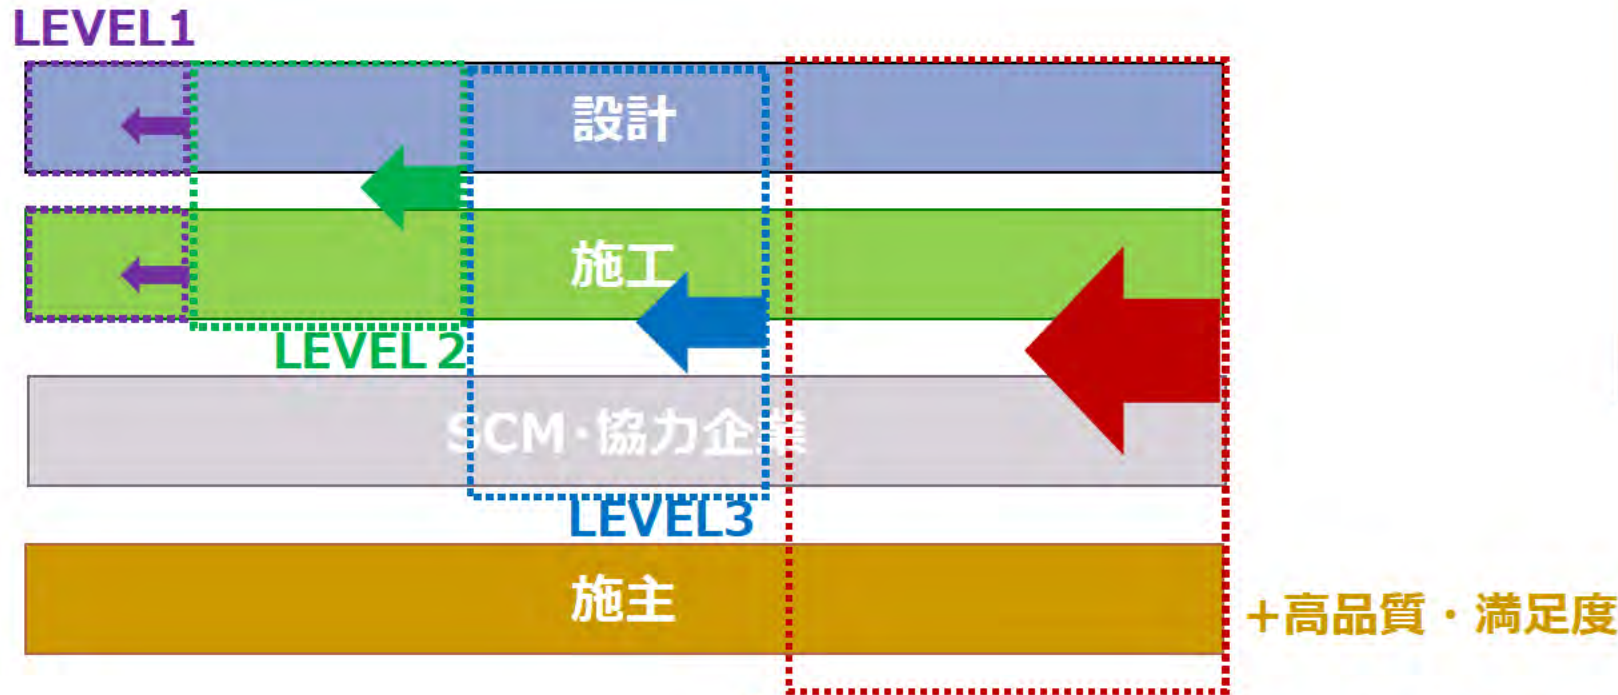 LEVEL1
設計
施工
LEVEL 2
SCM・協力企業
LEVEL3
施主
+高品質・満足度